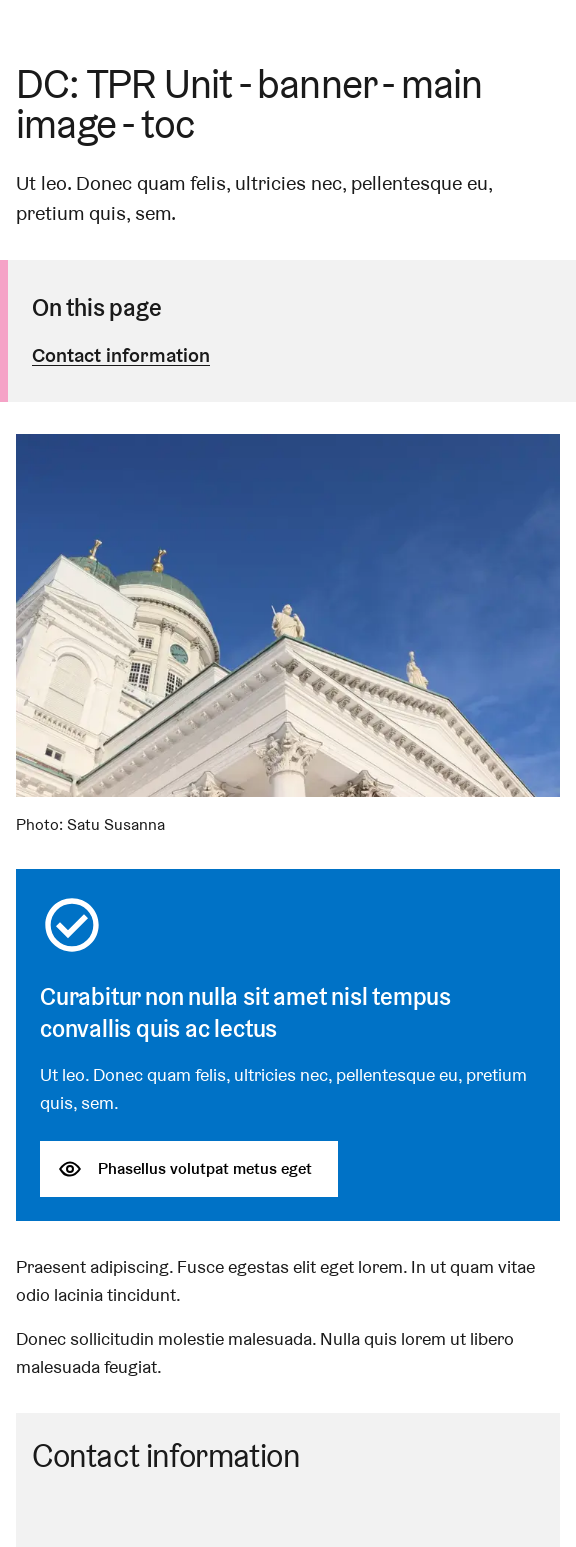 DC: TPR Unit - banner - main
image - toc
Ut leo. Donec quam felis, ultricies nec, pellentesque eu,
pretium quis, sem.
On this page
Contact information
Photo: Satu Susanna
Curabitur non nulla sit amet nisl tempus
convallis quis ac lectus
Ut leo. Donec quam felis, ultricies nec, pellentesque eu, pretium
quis, sem.
Phasellus volutpat metus eget
Praesent adipiscing. Fusce egestas elit eget lorem. In ut quam vitae
odio lacinia tincidunt.
Donec sollicitudin molestie malesuada. Nulla quis lorem ut libero
malesuada feugiat.
Contact information